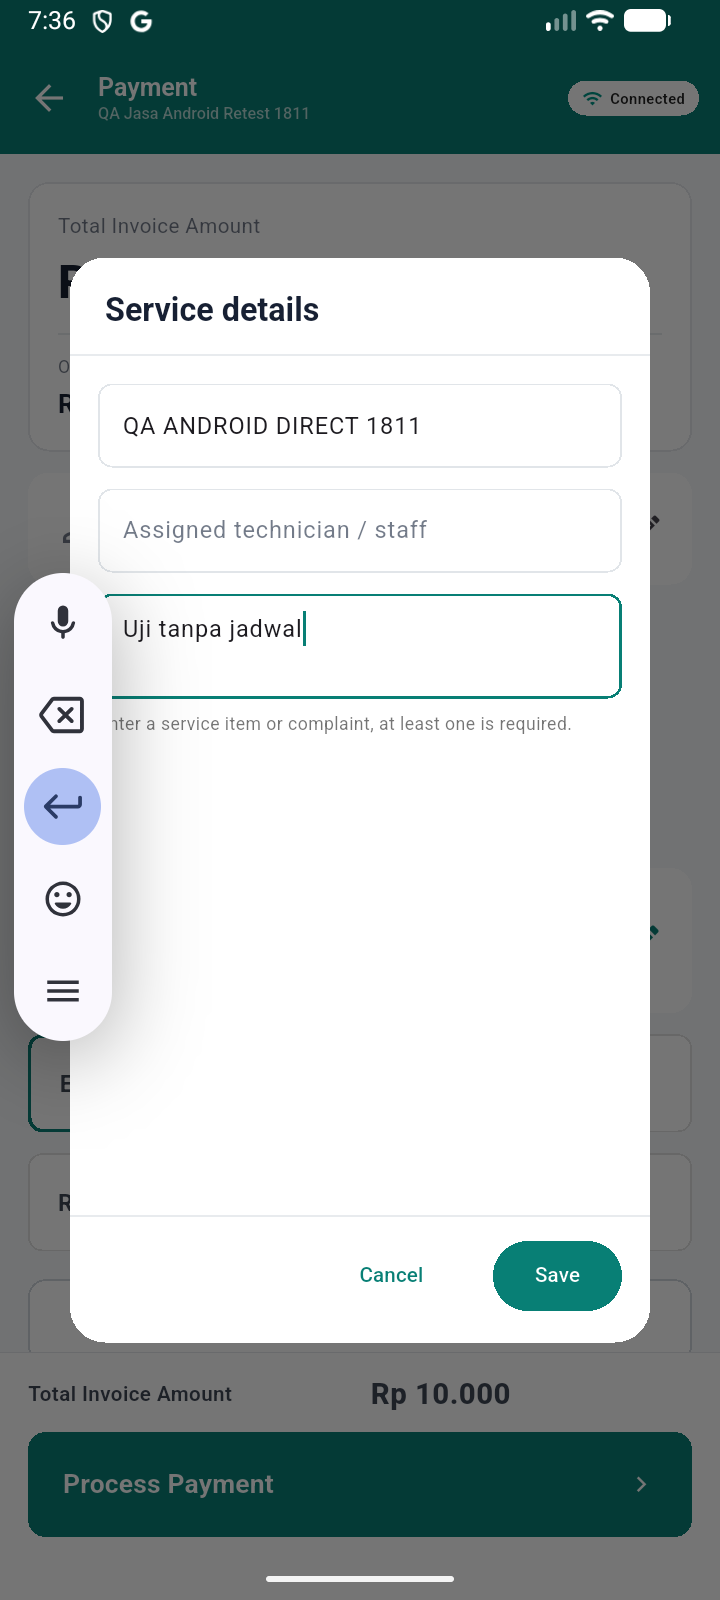 7:36
Payment
QA Jasa Android Retest 1811
Connected
Total Invoice Amount
Service details
QA ANDROID DIRECT 1811
Assigned technician / staff
Uji tanpa jadwal
nter a service item or complaint, at least one is required.
Cancel
Save
Total Invoice Amount
Rp 10.000
Process Payment